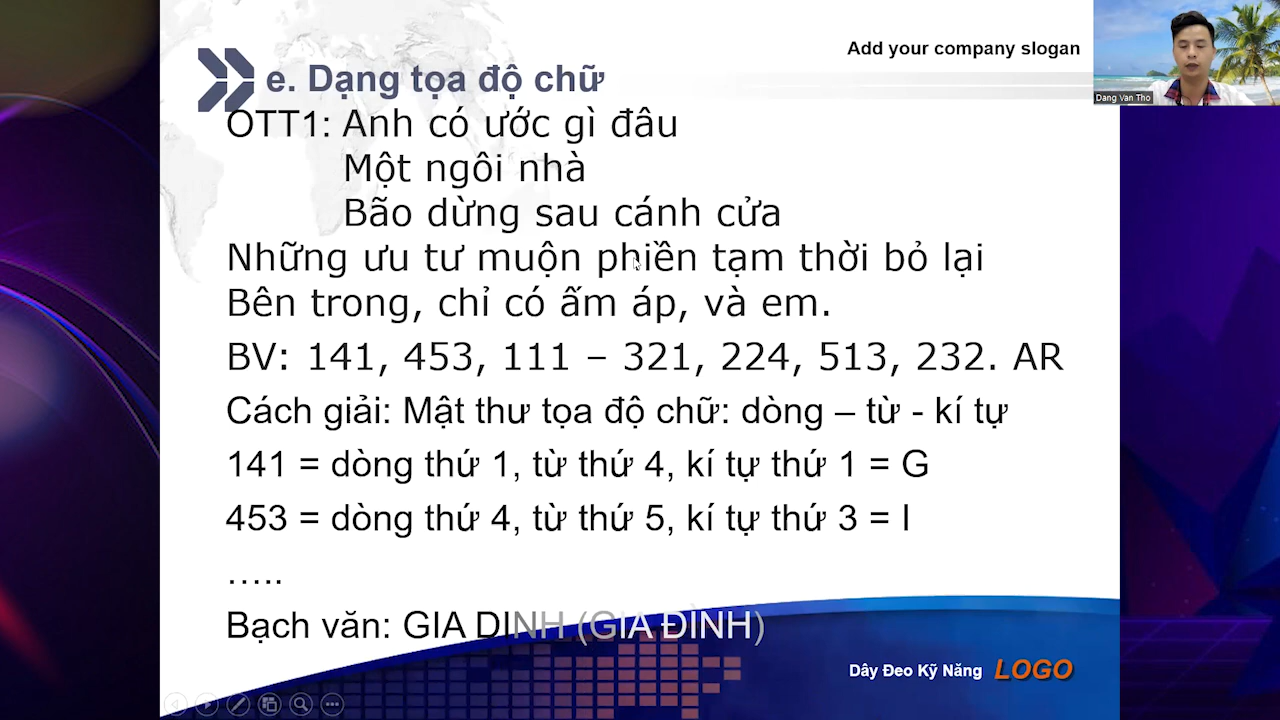 Add your company slogan
e. Dạng tọa độ chữ
OTT1: Anh có ước gì đâu
Một ngôi nhà
Bão dừng sau cánh cửa
Những ưu tư muộn phiền tạm thời bỏ lại
Bên trong, chỉ có ấm áp, và em.
BV: 141, 453, 111 – 321, 224, 513, 232. AR
Cách giải: Mật thư tọa độ chữ: dòng – từ - kí tự
141 = dòng thứ 1, từ thứ 4, kí tự thứ 1 = G
453 = dòng thứ 4, từ thứ 5, kí tự thứ 3 = I
…..
Bạch văn: GIA DINH (GIA ĐÌNH)
Dây Đeo Kỹ Năng LOGO
Dang Van Tho